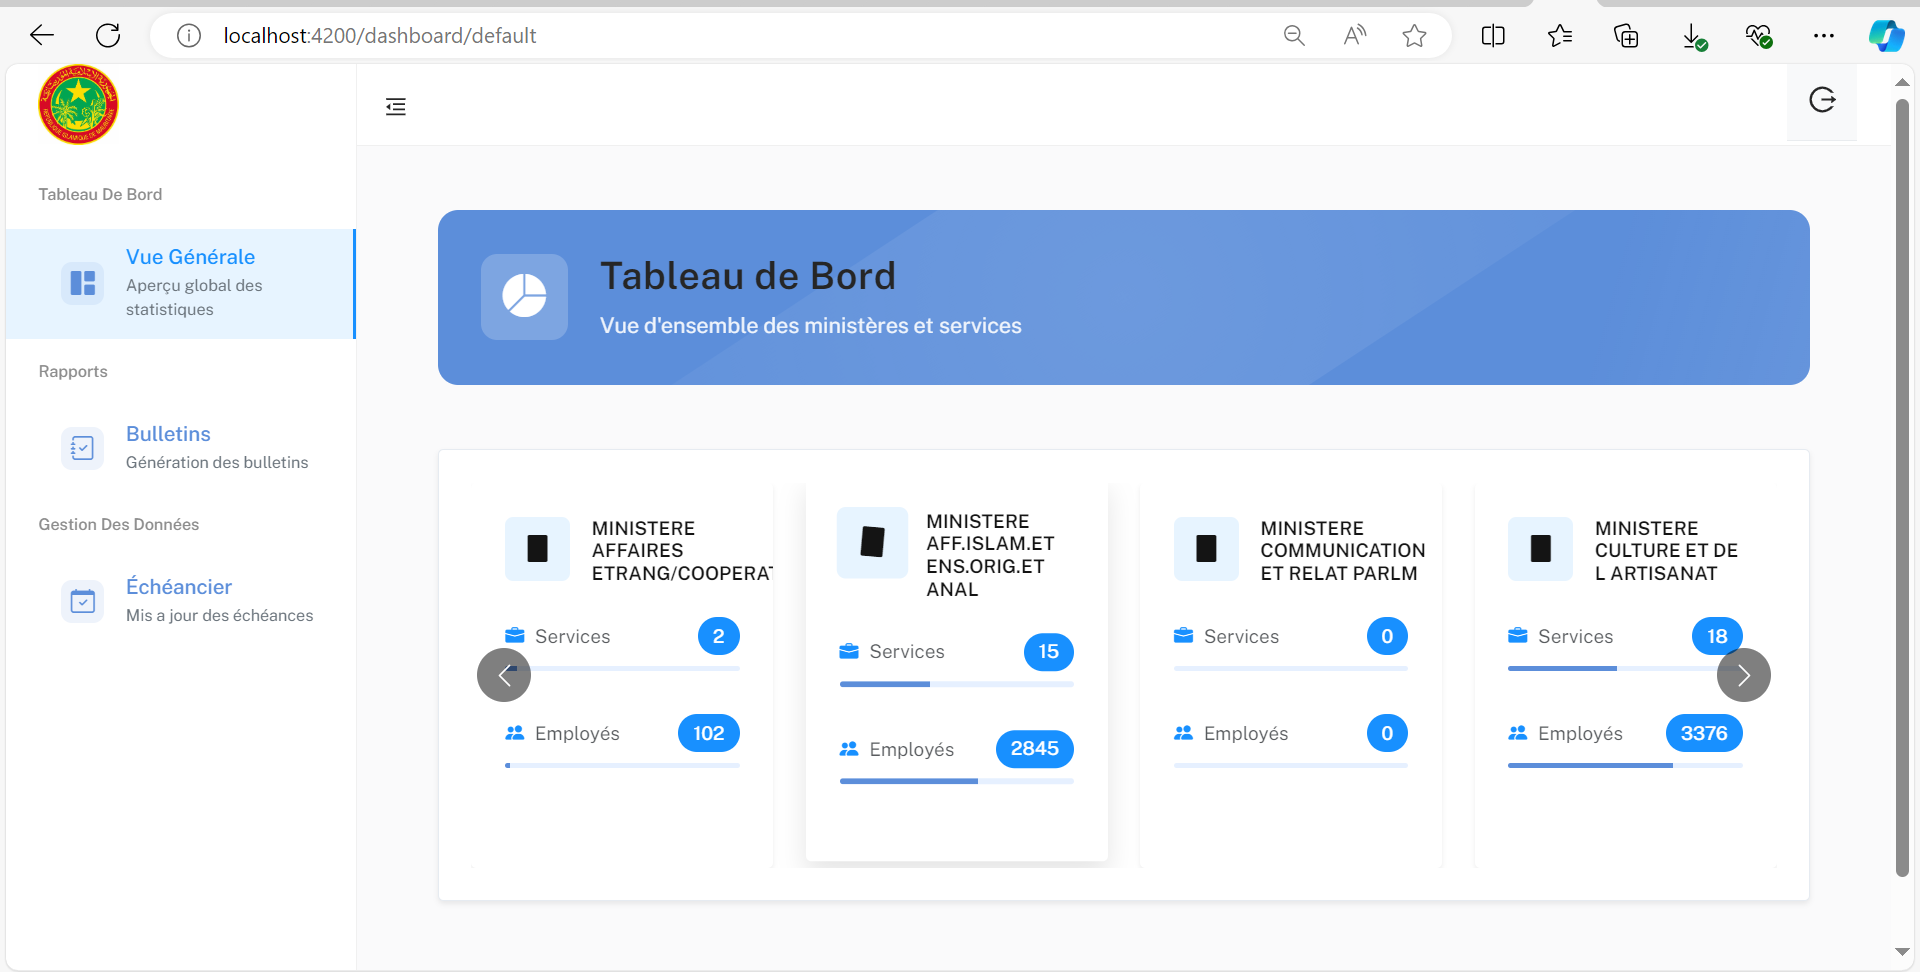 localhost:4200/dashboard/default
Tableau De Bord
Vue Générale
Aperçu global des
statistiques
Rapports
Bulletins
Génération des bulletins
Gestion Des Données
Échéancier
Mis a jour des échéances
Tableau de Bord
Vue d'ensemble des ministères et services
MINISTERE
AFFAIRES
ETRANG/COOPERAT
Services 2
Employés 102
MINISTERE
AFF.ISLAM.ET
ENS.ORIG.ET
ANAL
Services 15
Employés 2845
MINISTERE
COMMUNICATION
ET RELAT PARLM
Services 0
Employés 0
MINISTERE
CULTURE ET DE
L ARTISANAT
Services 18
Employés 3376